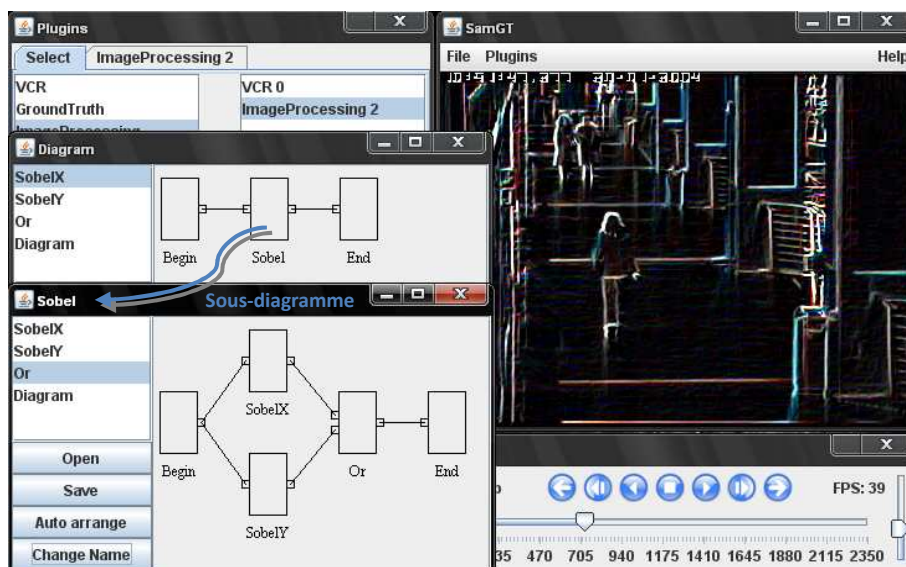 Plugins
Select ImageProcessing 2
VCR
GroundTruth
ImageProcessing
VCR 0
ImageProcessing 2
Diagram
SobelX
SobelY
Or
Diagram
Begin
Sobel
End
Sobel
Sous-diagramme
SobelX
SobelY
Or
Diagram
Open
Save
Auto arrange
Change Name
Begin
SobelX
SobelY
Or
End
SamGT
File Plugins Help
FPS: 39
470 705 940 1175 1410 1645 1880 2115 2350